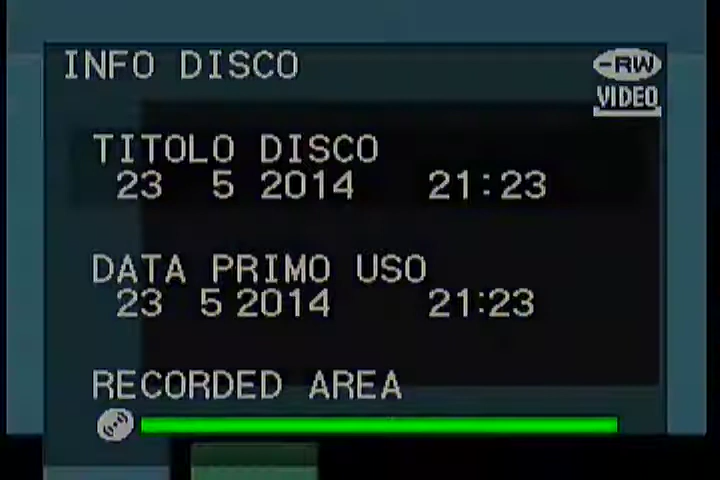 INFO DISCO
-RW
VIDEO
TITOLO DISCO
23 5 2014 21:23
DATA PRIMO USO
23 5 2014 21:23
RECORDED AREA